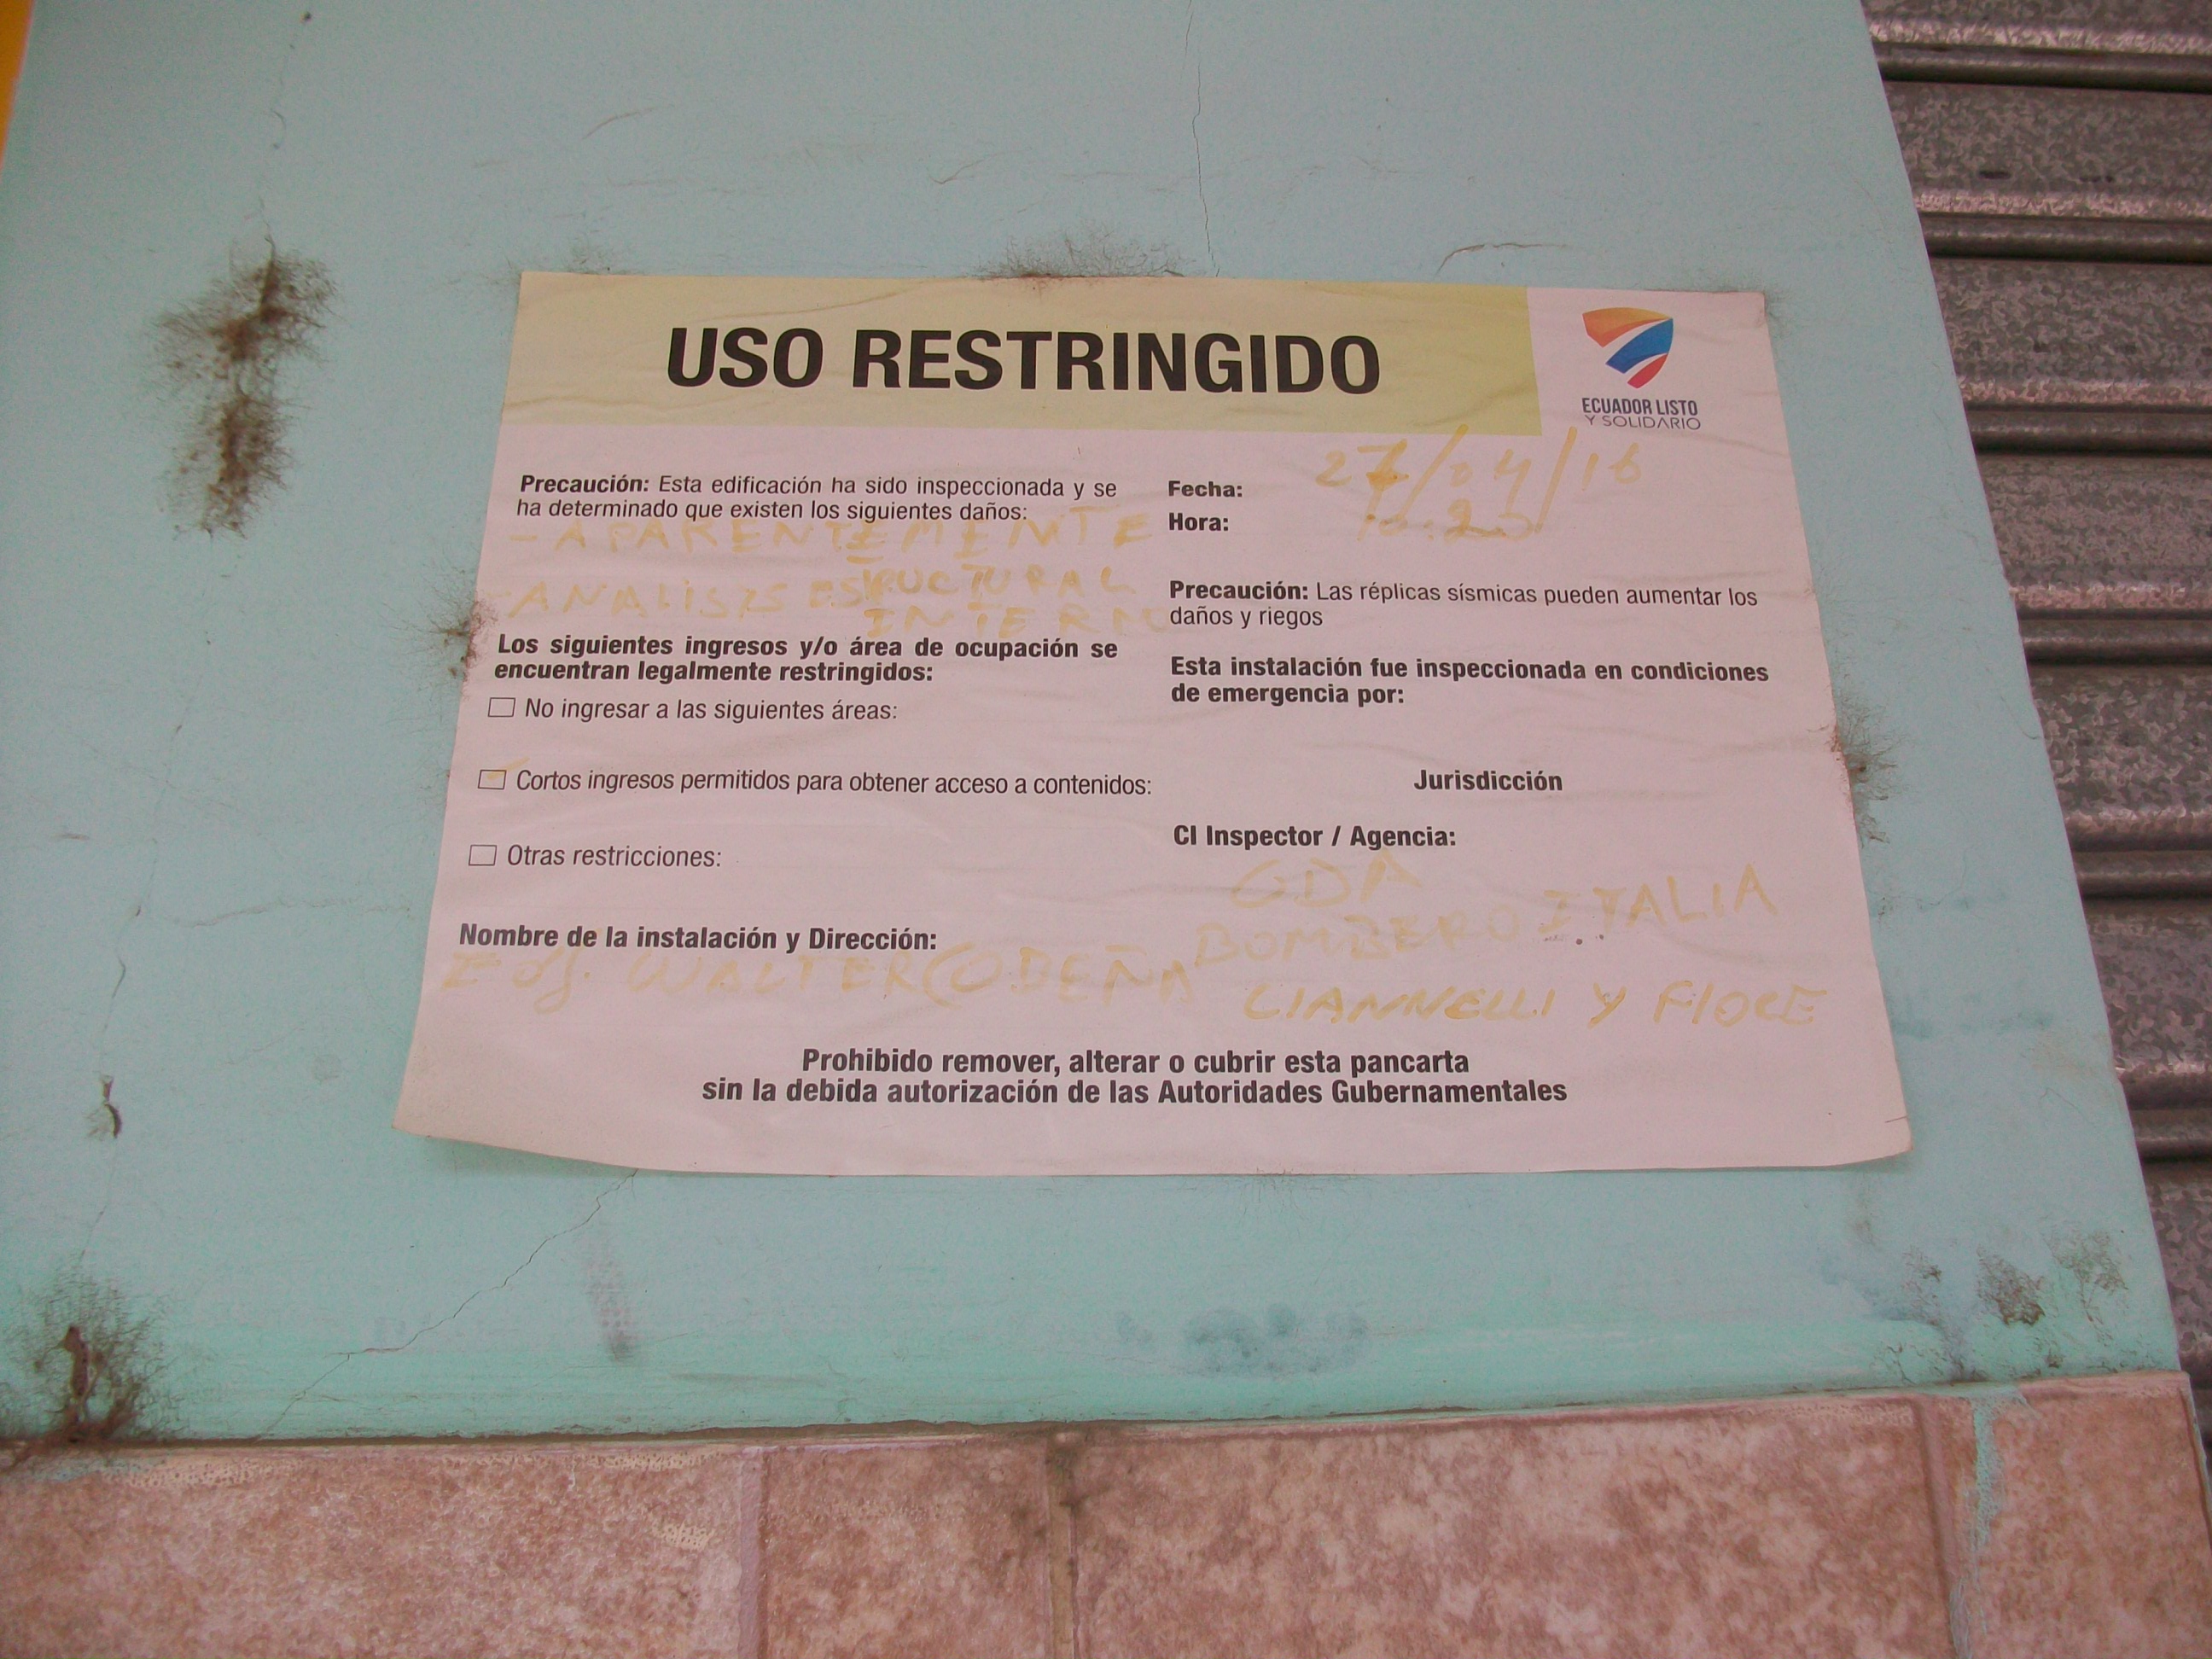 USO RESTRINGIDO
ECUADOR LISTO
Y SOLIDARIO
Precaución: Esta edificación ha sido inspeccionada y se
ha determinado que existen los siguientes daños:
- APARENTEMENTE
- ANALISIS ESTRUCTURAL
INTERNO
Los siguientes ingresos y/o área de ocupación se
encuentran legalmente restringidos:
No ingresar a las siguientes áreas:
Cortos ingresos permitidos para obtener acceso a contenidos:
Otras restricciones:
Nombre de la instalación y Dirección:
WALTER CODEÑA
Fecha: 27/04/16
Hora:
Precaución: Las réplicas sísmicas pueden aumentar los
daños y riegos
Esta instalación fue inspeccionada en condiciones
de emergencia por:
Jurisdicción
CI Inspector / Agencia:
BOMBERO ITALIA
Y FIORE
Prohibido remover, alterar o cubrir esta pancarta
sin la debida autorización de las Autoridades Gubernamentales